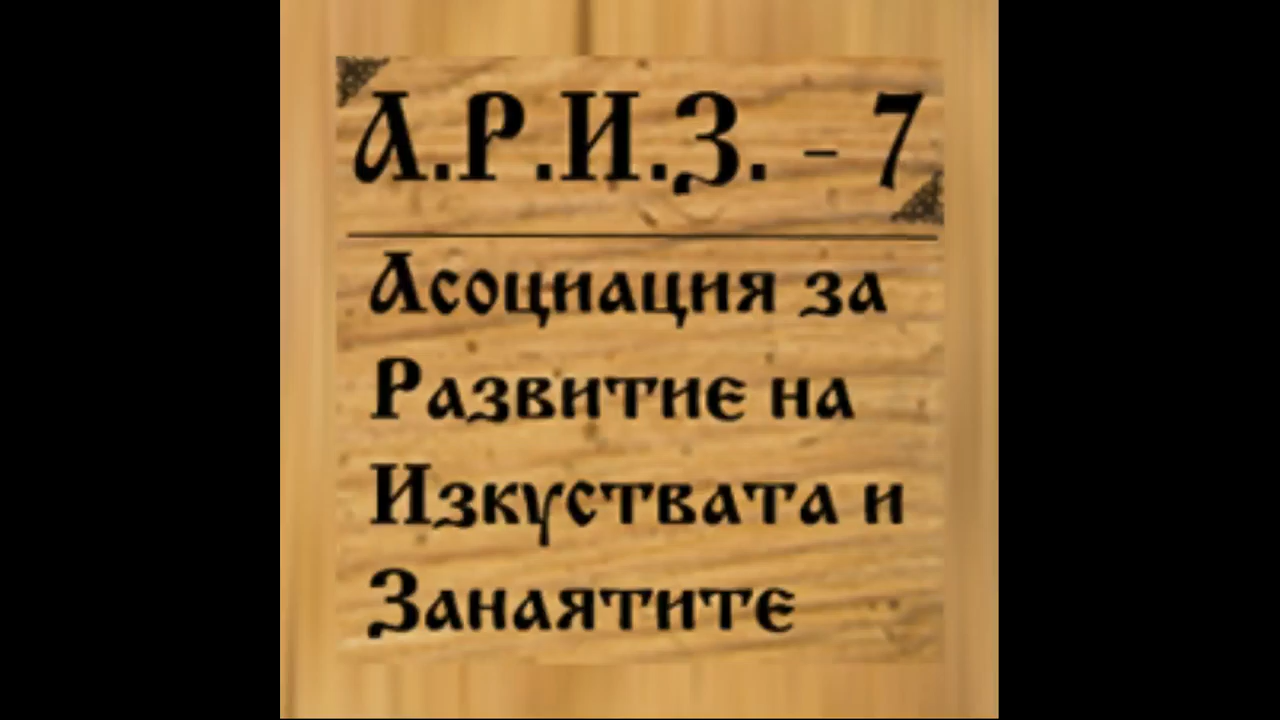 А.Р.И.З. - 7
Асоциация за
Развитие на
Изкуствата и
Занаятите